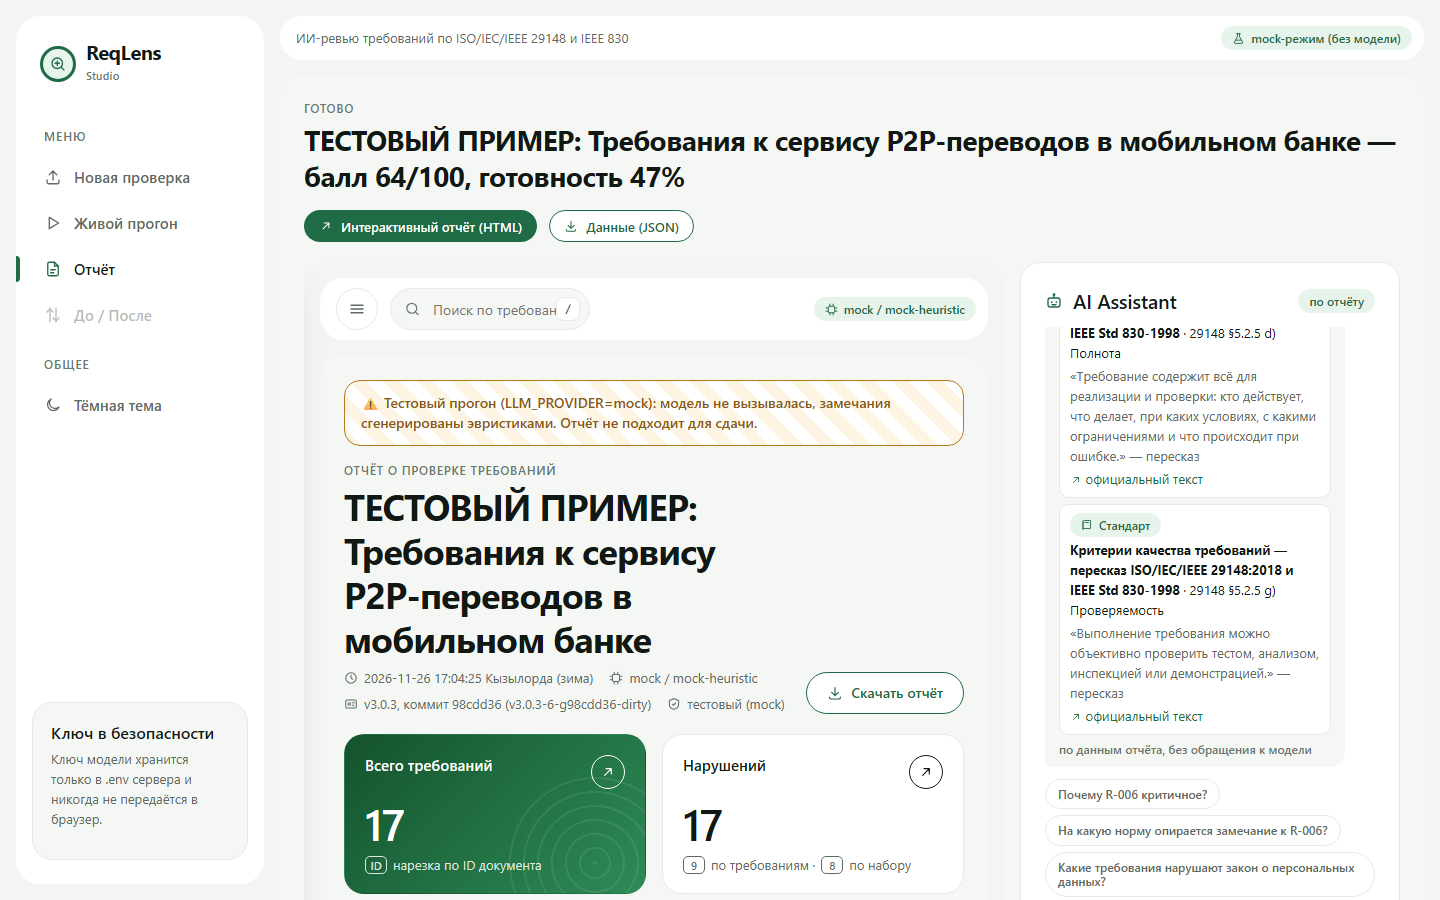 ReqLens
Studio
МЕНЮ
Новая проверка
Живой прогон
Отчёт
До / После
ОБЩЕЕ
Тёмная тема
Ключ в безопасности
Ключ модели хранится
только в .env сервера и
никогда не передаётся в
браузер.
ИИ-ревью требований по ISO/IEC/IEEE 29148 и IEEE 830
mock-режим (без модели)
ГОТОВО
ТЕСТОВЫЙ ПРИМЕР: Требования к сервису P2P-переводов в мобильном банке —
балл 64/100, готовность 47%
Интерактивный отчёт (HTML)
Данные (JSON)
Поиск по требован
/
mock / mock-heuristic
Тестовый прогон (LLM_PROVIDER=mock): модель не вызывалась, замечания
сгенерированы эвристиками. Отчёт не подходит для сдачи.
ОТЧЁТ О ПРОВЕРКЕ ТРЕБОВАНИЙ
ТЕСТОВЫЙ ПРИМЕР:
Требования к сервису
P2P-переводов в
мобильном банке
2026-11-26 17:04:25 Кызылорда (зима)
mock / mock-heuristic
v3.0.3, коммит 98cdd36 (v3.0.3-6-g98cdd36-dirty)
тестовый (mock)
Скачать отчёт
Всего требований
17
ID нарезка по ID документа
Нарушений
17
9 по требованиям · 8 по набору
AI Assistant
по отчёту
IEEE Std 830-1998 · 29148 §5.2.5 d)
Полнота
«Требование содержит всё для
реализации и проверки: кто действует,
что делает, при каких условиях, с какими
ограничениями и что происходит при
ошибке.» — пересказ
официальный текст
Стандарт
Критерии качества требований —
пересказ ISO/IEC/IEEE 29148:2018 и
IEEE Std 830-1998 · 29148 §5.2.5 g)
Проверяемость
«Выполнение требования можно
объективно проверить тестом, анализом,
инспекцией или демонстрацией.» —
пересказ
официальный текст
по данным отчёта, без обращения к модели
Почему R-006 критичное?
На какую норму опирается замечание к R-006?
Какие требования нарушают закон о персональных
данных?